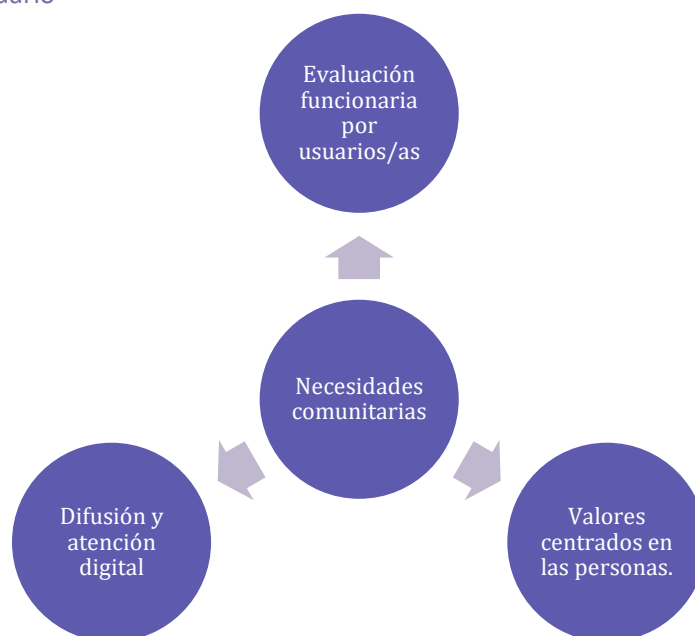 Evaluación
funcionaria
por
usuarios/as
Necesidades
comunitarias
Difusión y
atención
digital
Valores
centrados en
las personas.